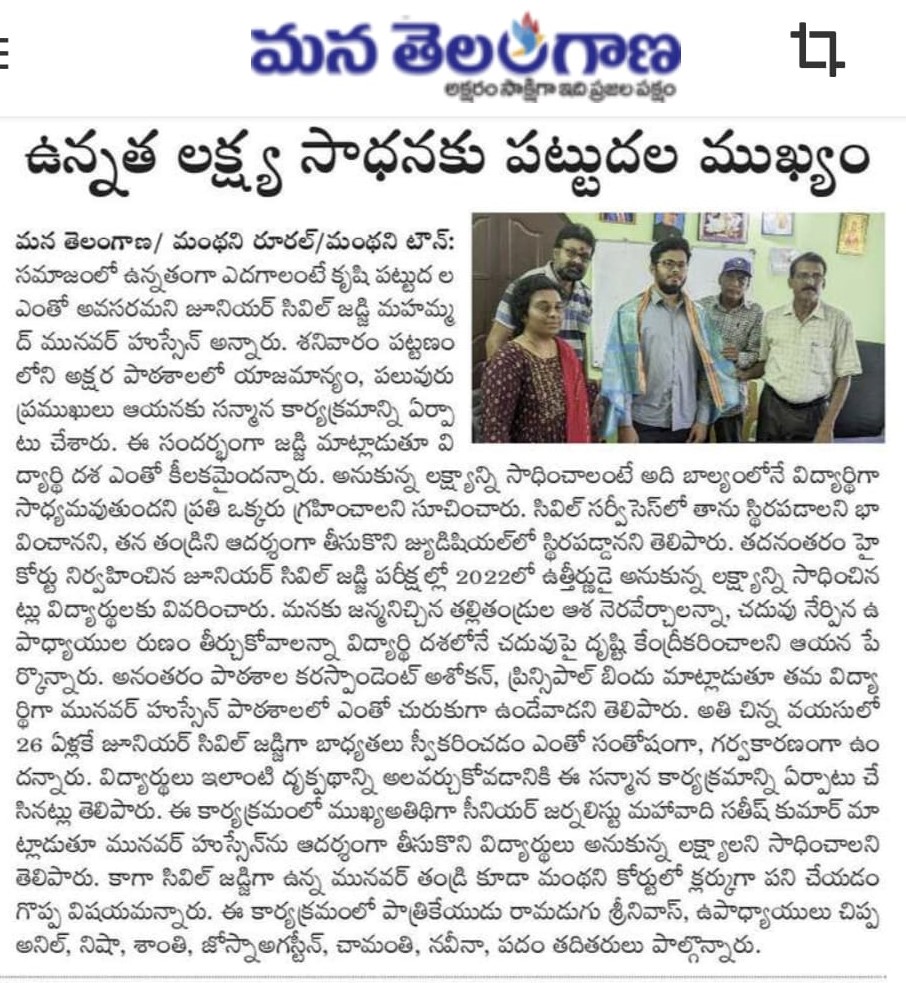 మన తెలంగాణ
అక్షరం సాక్షిగా ఇది ప్రజల పక్షం
ఉన్నత లక్ష్య సాధనకు పట్టుదల ముఖ్యం
మన తెలంగాణ/ మంథని రూరల్/మంథని టౌన్:
సమాజంలో ఉన్నతంగా ఎదగాలంటే కృషి పట్టుద ల
ఎంతో అవసరమని జూనియర్ సివిల్ జడ్జి మహమ్మ
ద్ మునవర్ హుస్సేన్ అన్నారు. శనివారం పట్టణం
లోని అక్షర పాఠశాలలో యాజమాన్యం, పలువురు
ప్రముఖులు ఆయనకు సన్మాన కార్యక్రమాన్ని ఏర్పా
టు చేశారు. ఈ సందర్భంగా జడ్జి మాట్లాడుతూ వి
ద్యార్థి దశ ఎంతో కీలకమైందన్నారు. అనుకున్న లక్ష్యాన్ని సాధించాలంటే అది బాల్యంలోనే విద్యార్థిగా
సాధ్యమవుతుందని ప్రతి ఒక్కరు గ్రహించాలని సూచించారు. సివిల్ సర్వీసెస్‌లో తాను స్థిరపడాలని భా
వించానని, తన తండ్రిని ఆదర్శంగా తీసుకొని జ్యుడిషియల్‌లో స్థిరపడ్డానని తెలిపారు. తదనంతరం హై
కోర్టు నిర్వహించిన జూనియర్ సివిల్ జడ్జి పరీక్షల్లో 2022లో ఉత్తీర్ణుడై అనుకున్న లక్ష్యాన్ని సాధించిన
ట్లు విద్యార్థులకు వివరించారు. మనకు జన్మనిచ్చిన తల్లితండ్రుల ఆశ నెరవేర్చాలన్నా, చదువు నేర్పిన ఉ
పాధ్యాయుల రుణం తీర్చుకోవాలన్నా విద్యార్థి దశలోనే చదువుపై దృష్టి కేంద్రీకరించాలని ఆయన పే
ర్కొన్నారు. అనంతరం పాఠశాల కరస్పాండెంట్ అశోకన్, ప్రిన్సిపాల్ బిందు మాట్లాడుతూ తమ విద్యా
ర్థిగా మునవర్ హుస్సేన్ పాఠశాలలో ఎంతో చురుకుగా ఉండేవాడని తెలిపారు. అతి చిన్న వయసులో
26 ఏళ్లకే జూనియర్ సివిల్ జడ్జిగా బాధ్యతలు స్వీకరించడం ఎంతో సంతోషంగా, గర్వకారణంగా ఉం
దన్నారు. విద్యార్థులు ఇలాంటి దృక్పథాన్ని అలవర్చుకోవడానికి ఈ సన్మాన కార్యక్రమాన్ని ఏర్పాటు చే
సినట్లు తెలిపారు. ఈ కార్యక్రమంలో ముఖ్యఅతిథిగా సీనియర్ జర్నలిస్టు మహావాది సతీష్ కుమార్ మా
ట్లాడుతూ మునవర్ హుస్సేన్‌ను ఆదర్శంగా తీసుకొని విద్యార్థులు అనుకున్న లక్ష్యాలని సాధించాలని
తెలిపారు. కాగా సివిల్ జడ్జిగా ఉన్న మునవర్ తండ్రి కూడా మంథని కోర్టులో క్లర్కుగా పని చేయడం
గొప్ప విషయమన్నారు. ఈ కార్యక్రమంలో పాత్రికేయుడు రామడుగు శ్రీనివాస్, ఉపాధ్యాయులు చిప్ప
అనిల్, నిషా, శాంతి, జోస్నాఅగస్టీన్, చామంతి, నవీనా, పదం తదితరులు పాల్గొన్నారు.